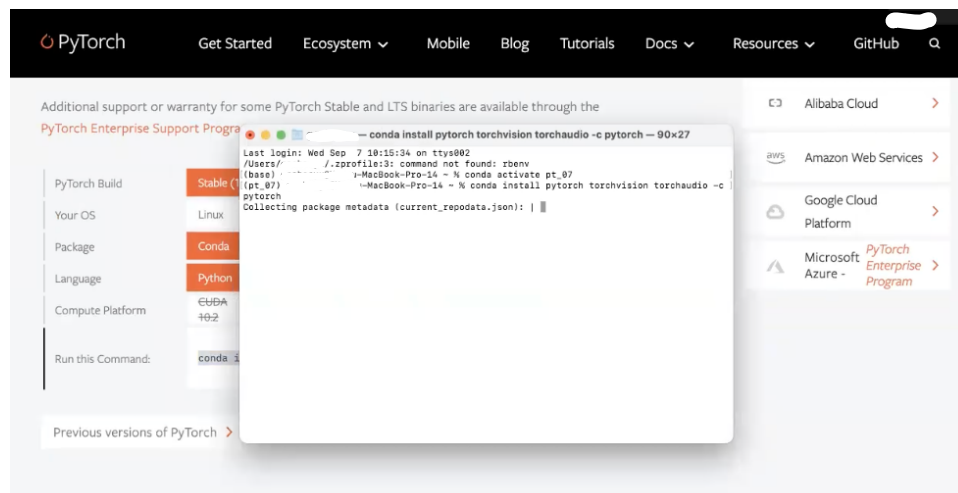 PyTorch
Get Started
Ecosystem
Mobile
Blog
Tutorials
Docs
Resources
GitHub
Additional support or warranty for some PyTorch Stable and LTS binaries are available through the
PyTorch Enterprise Support Progra
PyTorch Build
Stable (1
Your OS
Linux
Package
Conda
Language
Python
Compute Platform
CUDA
10.2
Run this Command:
conda i
Previous versions of PyTorch
— conda install pytorch torchvision torchaudio -c pytorch — 90×27
Last login: Wed Sep  7 10:15:34 on ttys002
/Users/ /.zprofile:3: command not found: rbenv
(base) -MacBook-Pro-14 ~ % conda activate pt_07
(pt_07) -MacBook-Pro-14 ~ % conda install pytorch torchvision torchaudio -c
pytorch
Collecting package metadata (current_repodata.json): |
Alibaba Cloud
aws
Amazon Web Services
Google Cloud
Platform
Microsoft
Azure -
PyTorch
Enterprise
Program